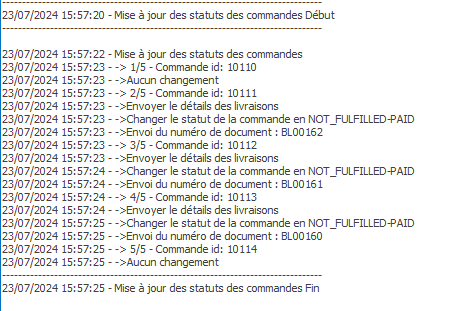 --------------------------------------------------------------------------------
23/07/2024 15:57:20 - Mise à jour des statuts des commandes Début
--------------------------------------------------------------------------------
23/07/2024 15:57:22 - Mise à jour des statuts des commandes
23/07/2024 15:57:23 - --> 1/5 - Commande id: 10110
23/07/2024 15:57:23 - -->Aucun changement
23/07/2024 15:57:23 - --> 2/5 - Commande id: 10111
23/07/2024 15:57:23 - -->Envoyer le détails des livraisons
23/07/2024 15:57:23 - -->Changer le statut de la commande en NOT_FULFILLED-PAID
23/07/2024 15:57:23 - -->Envoi du numéro de document : BL00162
23/07/2024 15:57:23 - --> 3/5 - Commande id: 10112
23/07/2024 15:57:23 - -->Envoyer le détails des livraisons
23/07/2024 15:57:24 - -->Changer le statut de la commande en NOT_FULFILLED-PAID
23/07/2024 15:57:24 - -->Envoi du numéro de document : BL00161
23/07/2024 15:57:24 - --> 4/5 - Commande id: 10113
23/07/2024 15:57:24 - -->Envoyer le détails des livraisons
23/07/2024 15:57:25 - -->Changer le statut de la commande en NOT_FULFILLED-PAID
23/07/2024 15:57:25 - -->Envoi du numéro de document : BL00160
23/07/2024 15:57:25 - --> 5/5 - Commande id: 10114
23/07/2024 15:57:25 - -->Aucun changement
--------------------------------------------------------------------------------
23/07/2024 15:57:25 - Mise à jour des statuts des commandes Fin